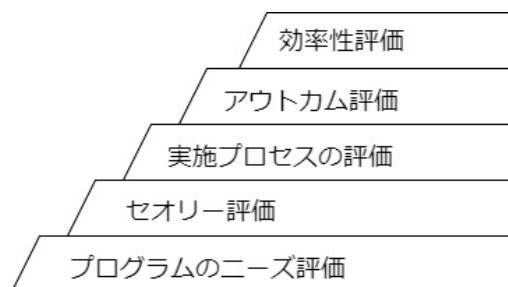 効率性評価
アウトカム評価
実施プロセスの評価
セオリー評価
プログラムのニーズ評価